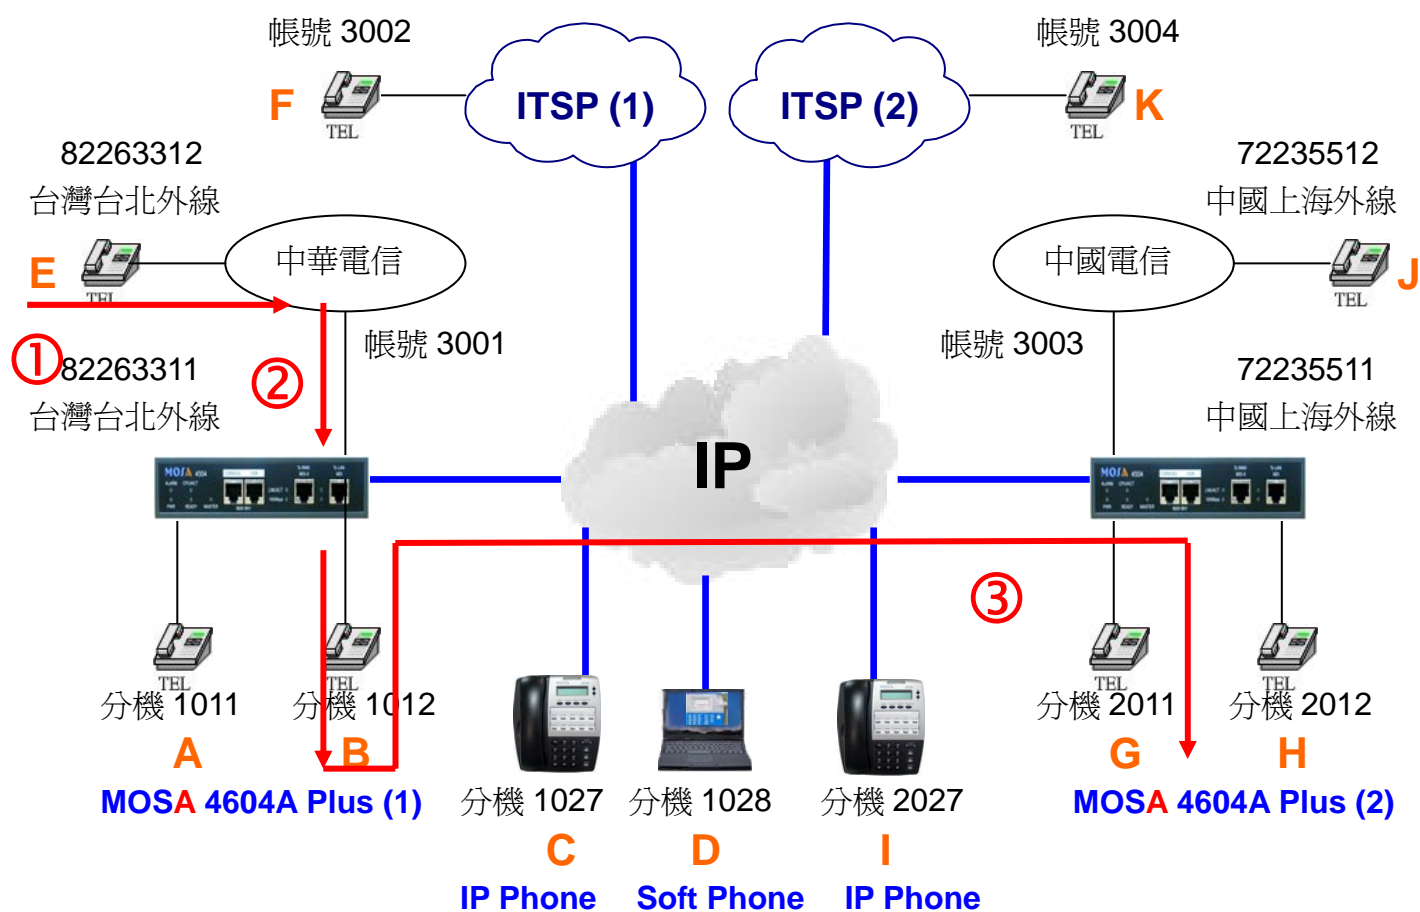 帳號 3002
帳號 3004
ITSP (1)
ITSP (2)
F
TEL
K
TEL
82263312
台灣台北外線
72235512
中國上海外線
中華電信
中國電信
E
TEL
J
TEL
①
帳號 3001
帳號 3003
82263311
台灣台北外線
②
72235511
中國上海外線
IP
MOSA 4504
MOSA 4504
③
TEL
TEL
TEL
TEL
分機 1011
分機 1012
分機 2011
分機 2012
A
B
G
H
MOSA 4604A Plus (1)
分機 1027
分機 1028
分機 2027
MOSA 4604A Plus (2)
C
D
I
IP Phone
Soft Phone
IP Phone